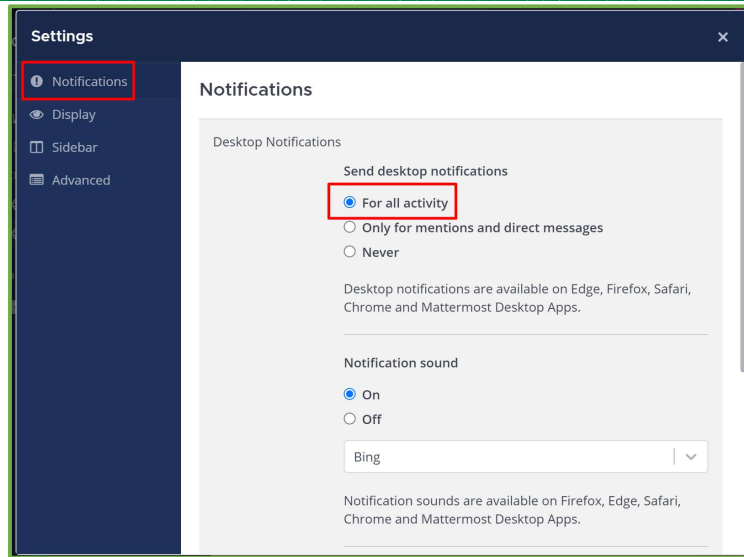 Settings
×
Notifications
Display
Sidebar
Advanced
Notifications
Desktop Notifications
Send desktop notifications
For all activity
Only for mentions and direct messages
Never
Desktop notifications are available on Edge, Firefox, Safari,
Chrome and Mattermost Desktop Apps.
Notification sound
On
Off
Bing
Notification sounds are available on Firefox, Edge, Safari,
Chrome and Mattermost Desktop Apps.